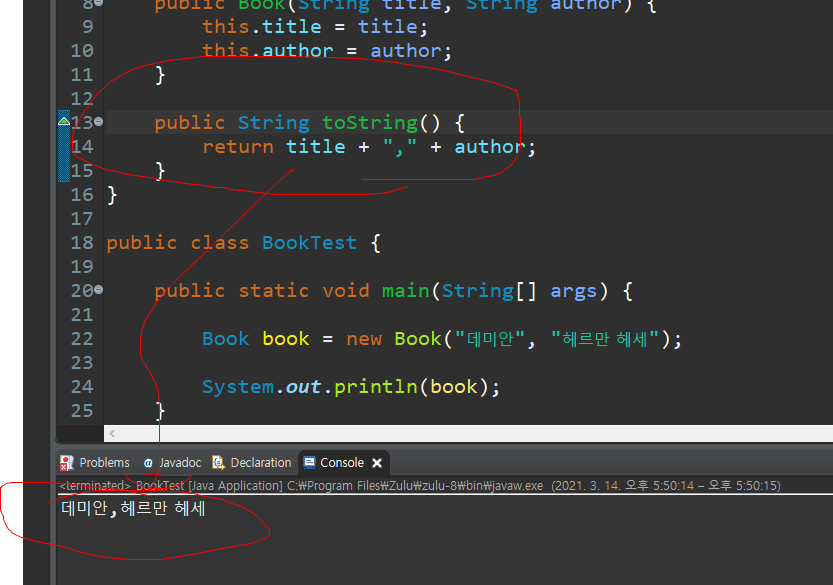 8 public Book(String title, String author) {
9 this.title = title;
10 this.author = author;
11 }
12
13 public String toString() {
14 return title + "," + author;
15 }
16 }
17
18 public class BookTest {
19
20 public static void main(String[] args) {
21
22 Book book = new Book("데미안", "헤르만 헤세");
23
24 System.out.println(book);
25 }
Problems @ Javadoc Declaration Console
<terminated> BookTest [Java Application] C:₩Program Files₩Zulu₩zulu-8₩bin₩javaw.exe (2021. 3. 14. 오후 5:50:14 – 오후 5:50:15)
데미안,헤르만 헤세